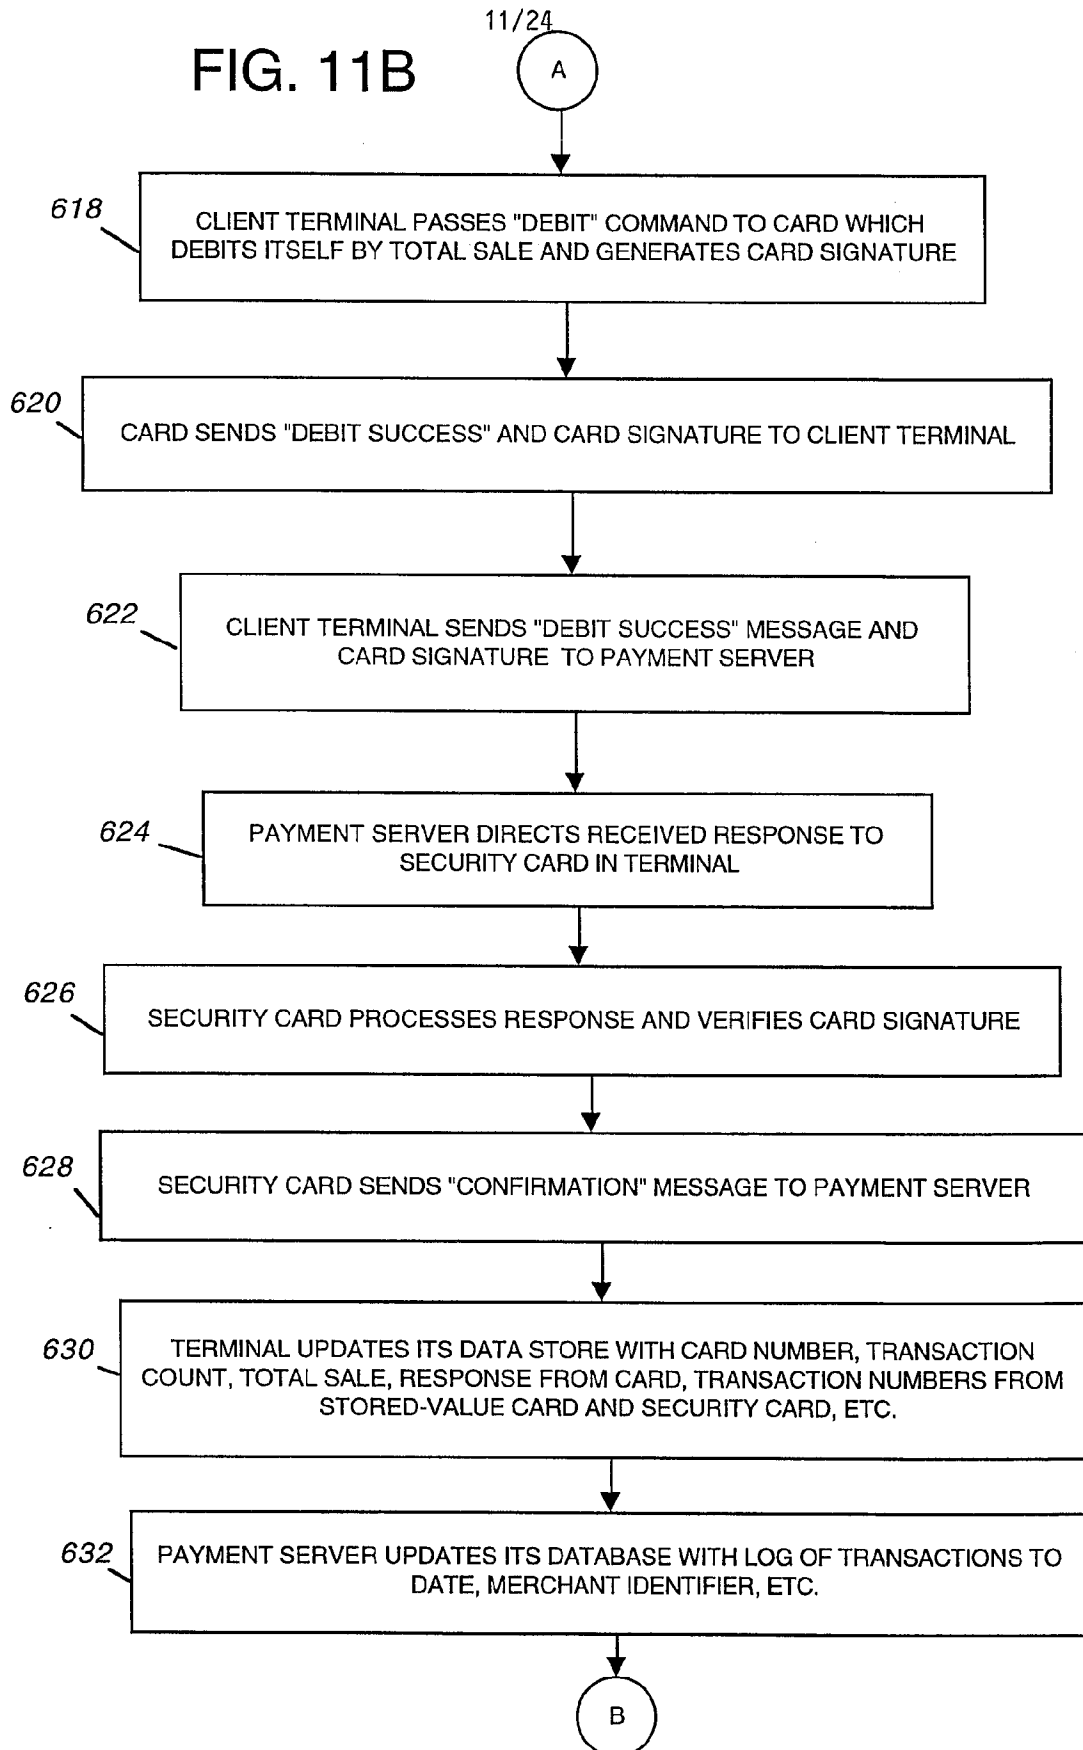 11/24
FIG. 11B
A
618
CLIENT TERMINAL PASSES "DEBIT" COMMAND TO CARD WHICH
DEBITS ITSELF BY TOTAL SALE AND GENERATES CARD SIGNATURE
620
CARD SENDS "DEBIT SUCCESS" AND CARD SIGNATURE TO CLIENT TERMINAL
622
CLIENT TERMINAL SENDS "DEBIT SUCCESS" MESSAGE AND
CARD SIGNATURE TO PAYMENT SERVER
624
PAYMENT SERVER DIRECTS RECEIVED RESPONSE TO
SECURITY CARD IN TERMINAL
626
SECURITY CARD PROCESSES RESPONSE AND VERIFIES CARD SIGNATURE
628
SECURITY CARD SENDS "CONFIRMATION" MESSAGE TO PAYMENT SERVER
630
TERMINAL UPDATES ITS DATA STORE WITH CARD NUMBER, TRANSACTION
COUNT, TOTAL SALE, RESPONSE FROM CARD, TRANSACTION NUMBERS FROM
STORED-VALUE CARD AND SECURITY CARD, ETC.
632
PAYMENT SERVER UPDATES ITS DATABASE WITH LOG OF TRANSACTIONS TO
DATE, MERCHANT IDENTIFIER, ETC.
B